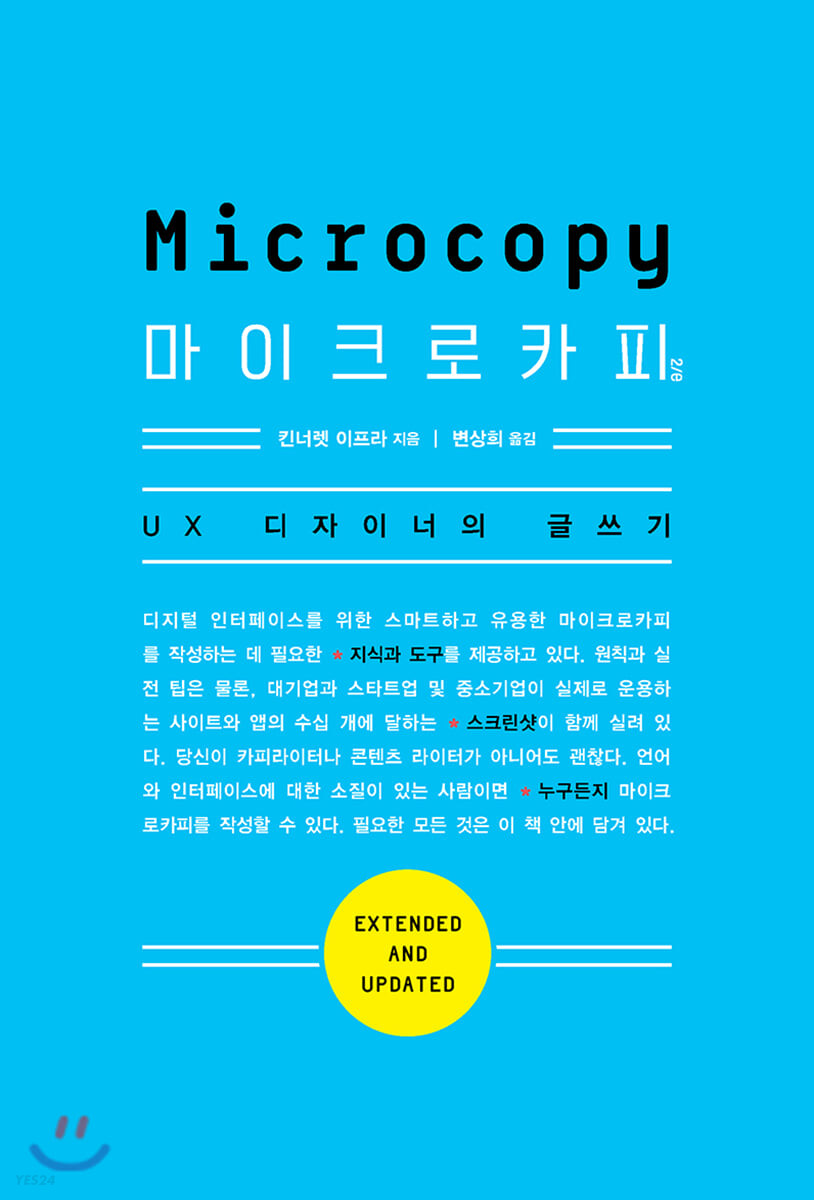 Microcopy
마이크로카피 2/e
킨너렛 이프라 지음 | 변상희 옮김
UX 디자이너의 글쓰기
디지털 인터페이스를 위한 스마트하고 유용한 마이크로카피
를 작성하는 데 필요한 * 지식과 도구를 제공하고 있다. 원칙과 실
전 팁은 물론, 대기업과 스타트업 및 중소기업이 실제로 운용하
는 사이트와 앱의 수십 개에 달하는 * 스크린샷이 함께 실려 있
다. 당신이 카피라이터나 콘텐츠 라이터가 아니어도 괜찮다. 언어
와 인터페이스에 대한 소질이 있는 사람이면 * 누구든지 마이크
로카피를 작성할 수 있다. 필요한 모든 것은 이 책 안에 담겨 있다.
EXTENDED
AND
UPDATED
YES24